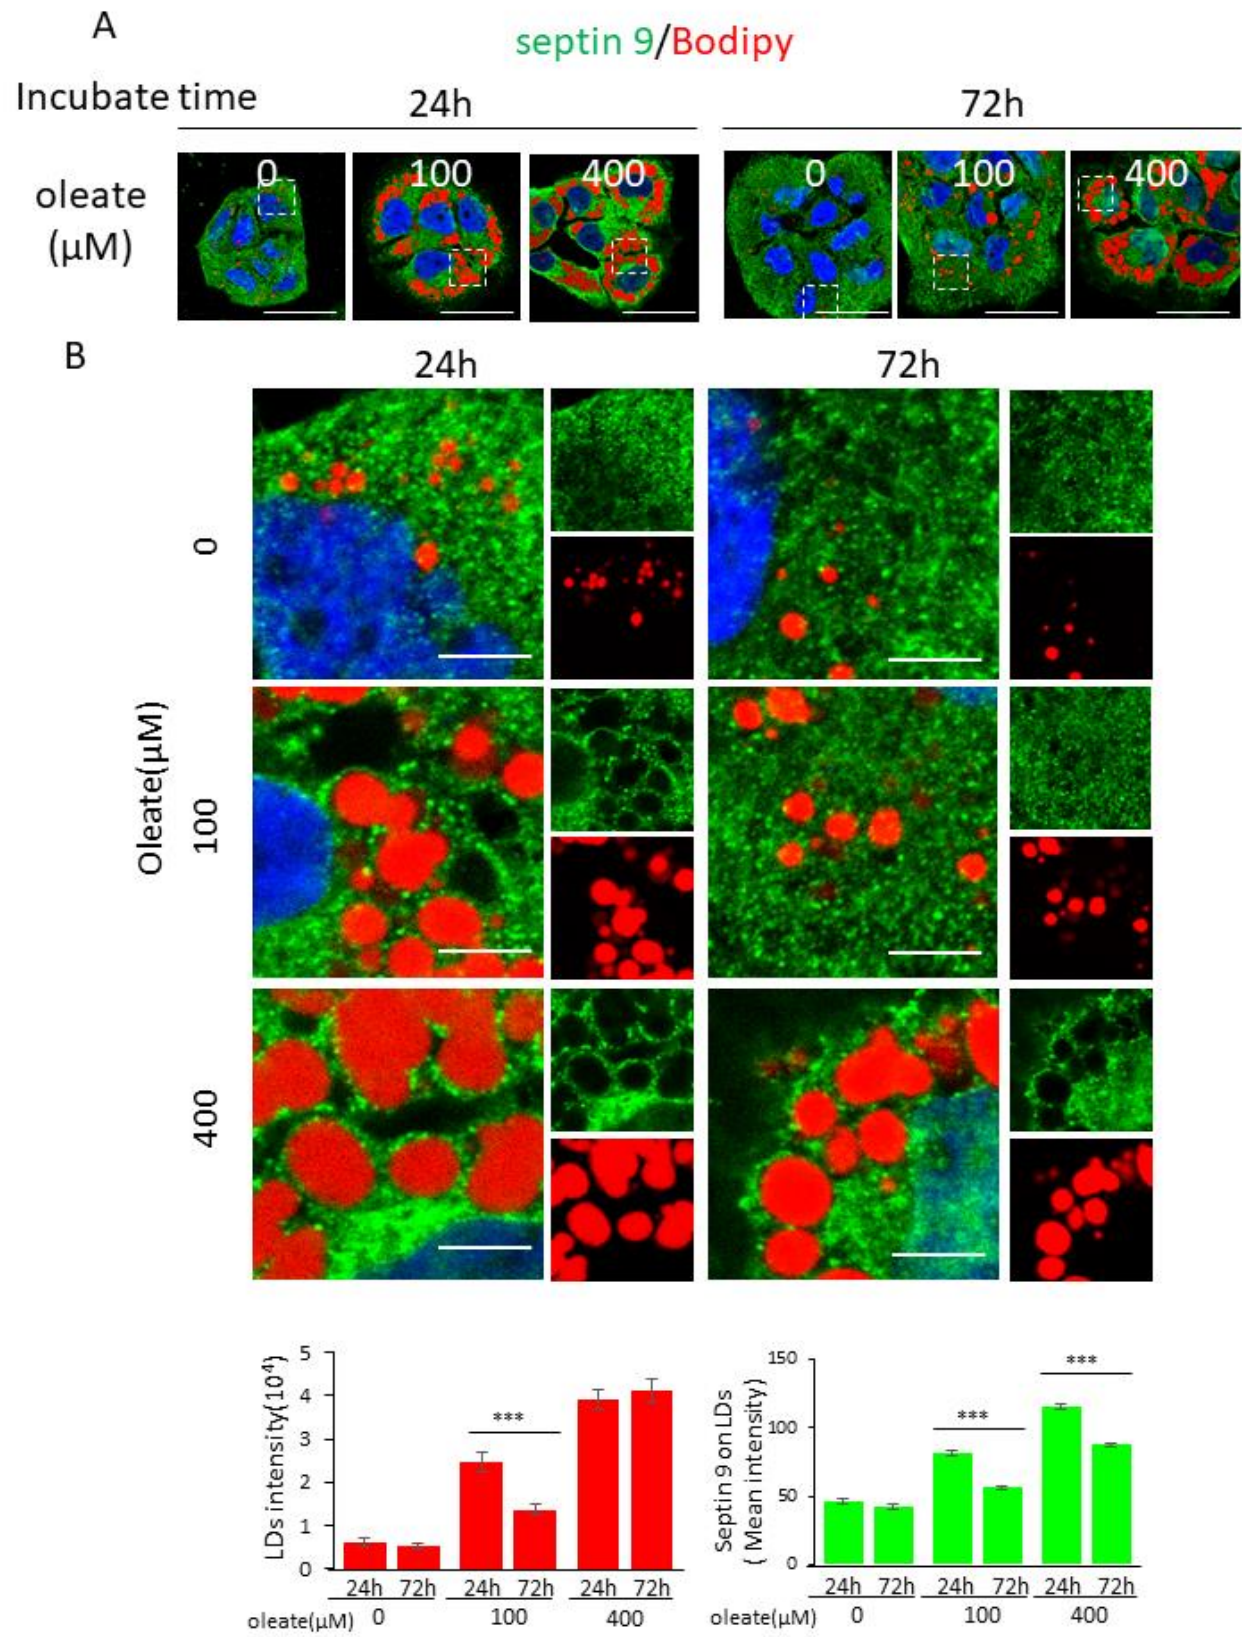 A
septin 9/Bodipy
Incubate time
24h
72h
oleate
(µM)
0
100
400
0
100
400
B
24h
72h
Oleate(µM)
0
100
400
LDs intensity(10⁴)
5
4
3
2
1
0
***
24h 72h 24h 72h 24h 72h
oleate(µM) 0 100 400
Septin 9 on LDs
( Mean intensity)
150
100
50
0
***
***
24h 72h 24h 72h 24h 72h
oleate(µM) 0 100 400